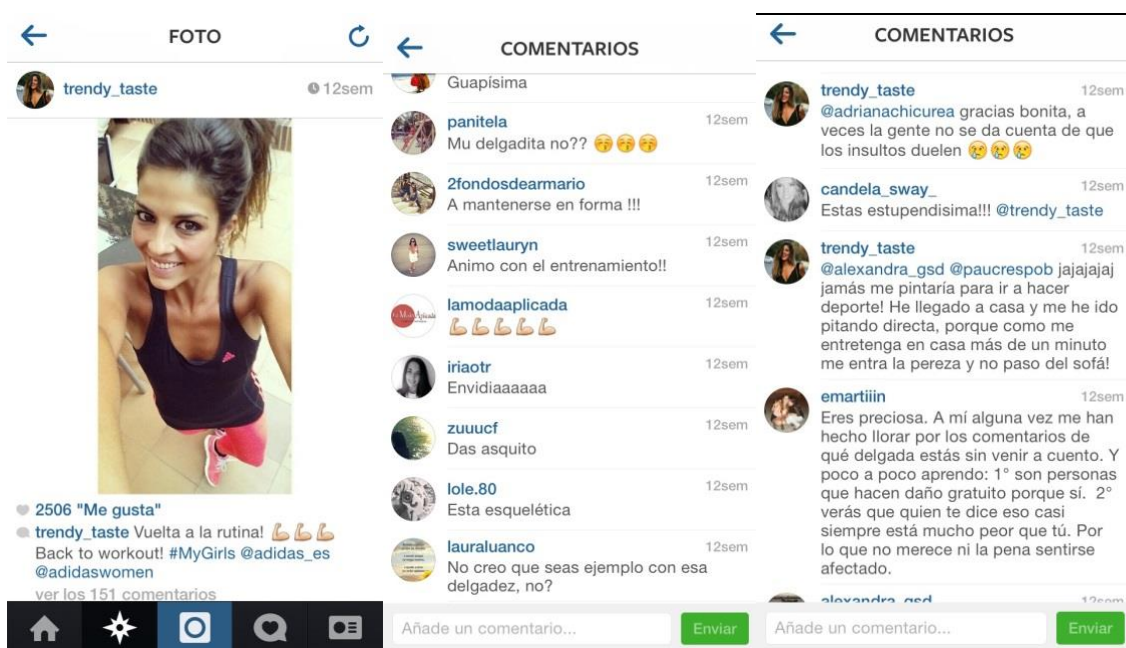 FOTO
trendy_taste 12sem
2506 "Me gusta"
trendy_taste Vuelta a la rutina! 💪💪💪
Back to workout! #MyGirls @adidas_es
@adidaswomen
ver los 151 comentarios
COMENTARIOS
Guapísima
panitela 12sem
Mu delgadita no?? 😚😚😚
2fondosdearmario 12sem
A mantenerse en forma !!!
sweetlauryn 12sem
Animo con el entrenamiento!!
lamodaaplicada 12sem
💪💪💪💪💪
iriaotr 12sem
Envidiaaaaaa
zuuucf 12sem
Das asquito
lole.80 12sem
Esta esquelética
lauraluanco 12sem
No creo que seas ejemplo con esa
delgadez, no?
Añade un comentario... Enviar
COMENTARIOS
trendy_taste 12sem
@adrianachicurea gracias bonita, a
veces la gente no se da cuenta de que
los insultos duelen 😢😢😢
candela_sway_ 12sem
Estas estupendisima!!! @trendy_taste
trendy_taste 12sem
@alexandra_gsd @paucrespob jajajajaj
jamás me pintaría para ir a hacer
deporte! He llegado a casa y me he ido
pitando directa, porque como me
entretenga en casa más de un minuto
me entra la pereza y no paso del sofá!
emartiiin 12sem
Eres preciosa. A mí alguna vez me han
hecho llorar por los comentarios de
qué delgada estás sin venir a cuento. Y
poco a poco aprendo: 1° son personas
que hacen daño gratuito porque sí. 2°
verás que quien te dice eso casi
siempre está mucho peor que tú. Por
lo que no merece ni la pena sentirse
afectado.
alexandra_gsd 12sem
Añade un comentario... Enviar